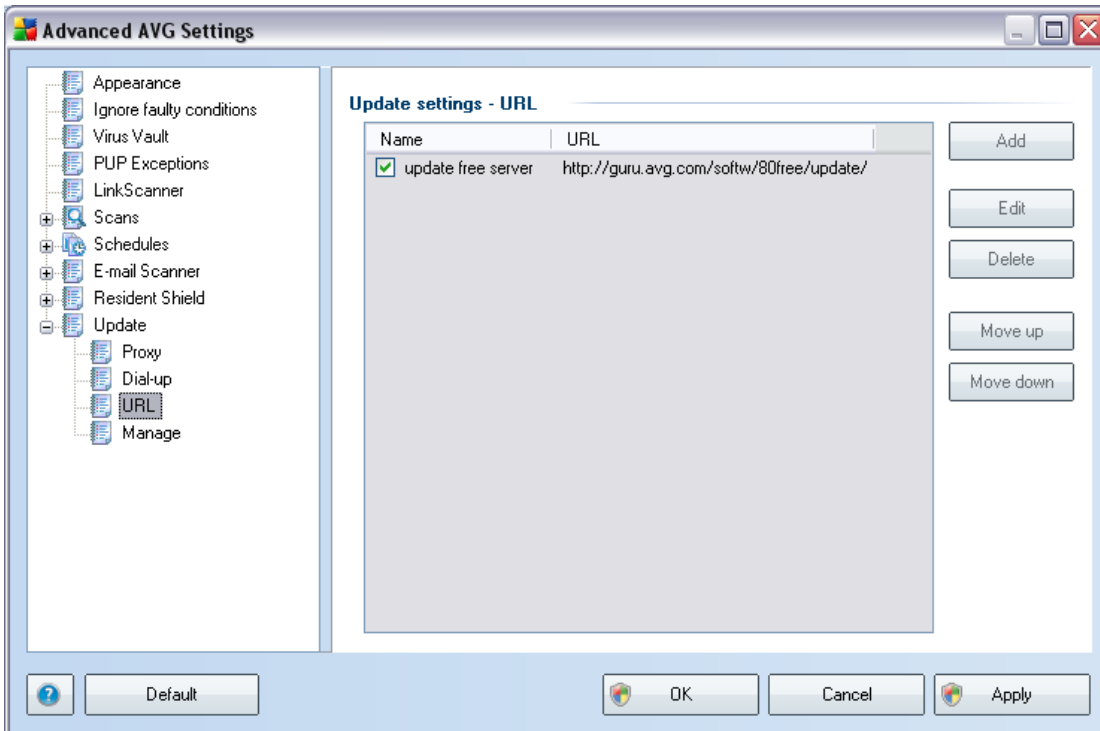 Advanced AVG Settings
Appearance
Ignore faulty conditions
Virus Vault
PUP Exceptions
LinkScanner
Scans
Schedules
E-mail Scanner
Resident Shield
Update
Proxy
Dial-up
URL
Manage
Update settings - URL
Name URL
update free server http://guru.avg.com/softw/80free/update/
Add
Edit
Delete
Move up
Move down
? Default OK Cancel Apply